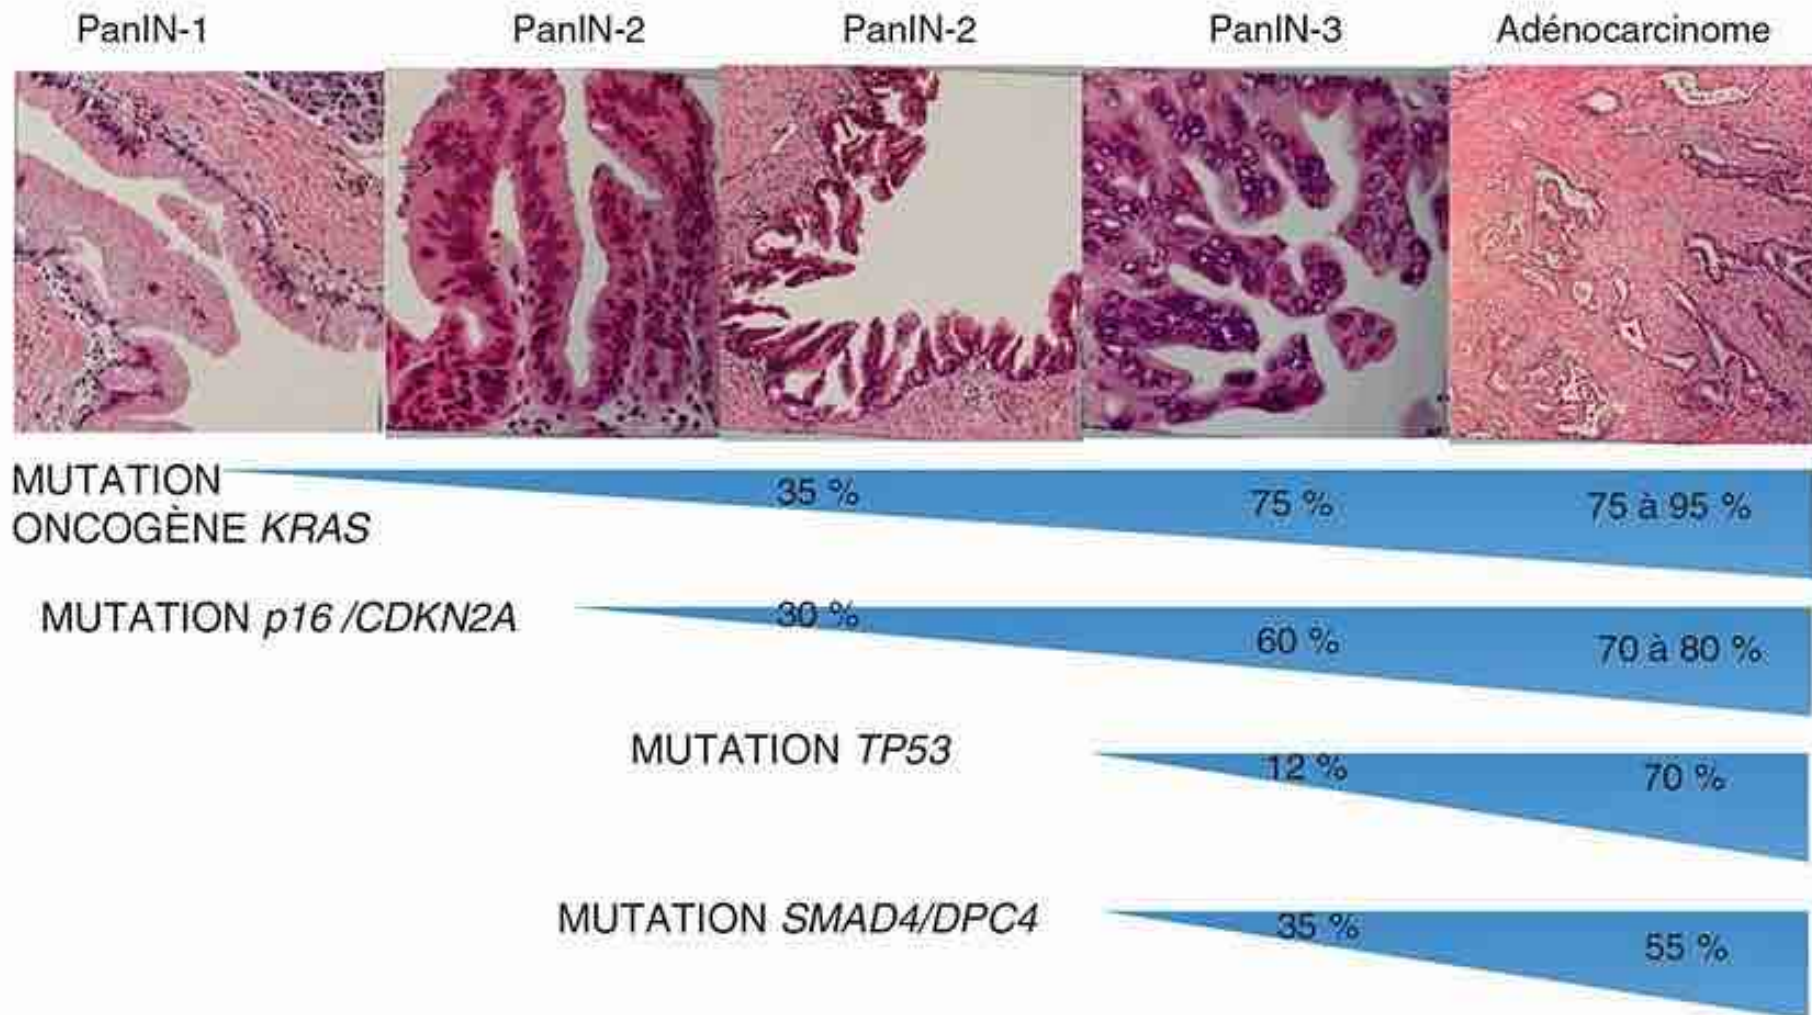 PanIN-1 PanIN-2 PanIN-2 PanIN-3 Adénocarcinome
MUTATION
ONCOGÈNE KRAS
35 % 75 % 75 à 95 %
MUTATION p16 /CDKN2A
30 % 60 % 70 à 80 %
MUTATION TP53
12 % 70 %
MUTATION SMAD4/DPC4
35 % 55 %